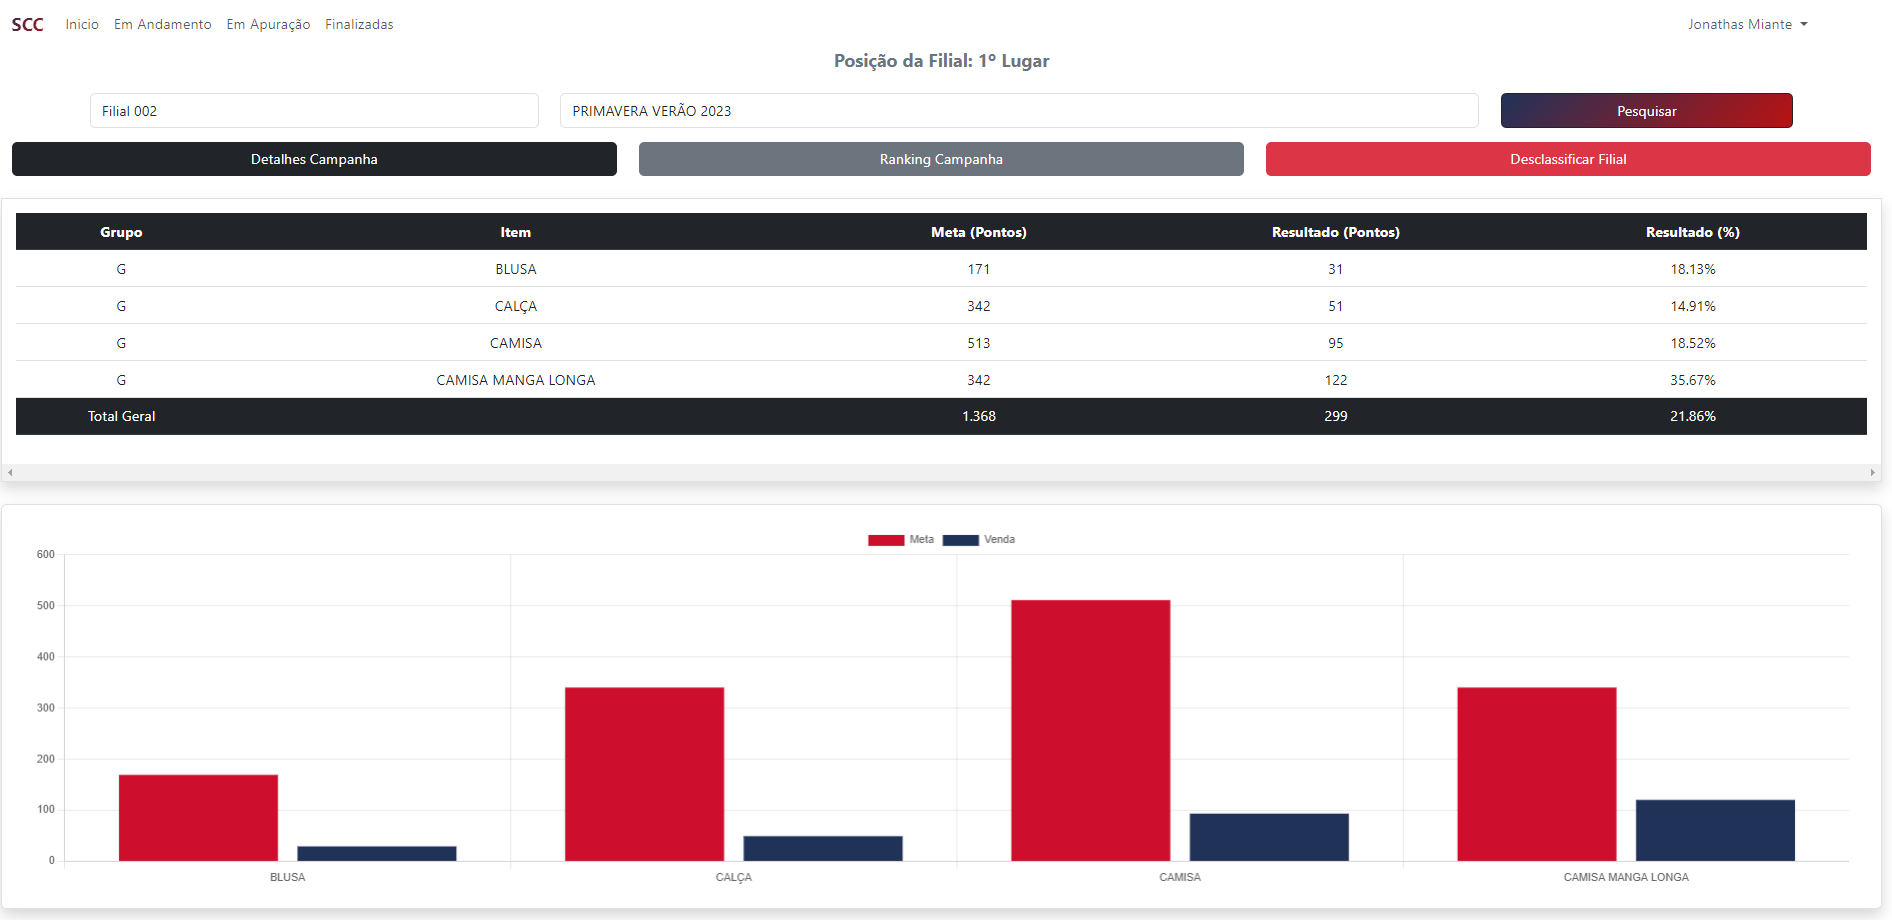 SCC Inicio Em Andamento Em Apuração Finalizadas Jonathas Miante
Posição da Filial: 1º Lugar
Filial 002 PRIMAVERA VERÃO 2023 Pesquisar
Detalhes Campanha Ranking Campanha Desclassificar Filial
Grupo Item Meta (Pontos) Resultado (Pontos) Resultado (%)
G BLUSA 171 31 18.13%
G CALÇA 342 51 14.91%
G CAMISA 513 95 18.52%
G CAMISA MANGA LONGA 342 122 35.67%
Total Geral 1.368 299 21.86%
Meta Venda
600
500
400
300
200
100
0
BLUSA CALÇA CAMISA CAMISA MANGA LONGA